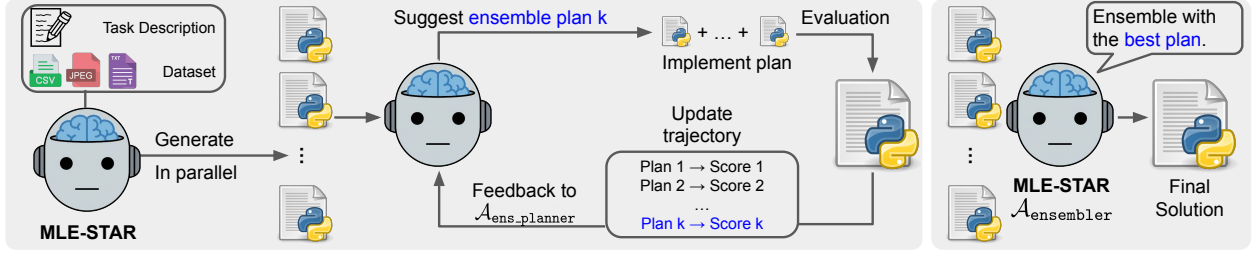 Task Description
Dataset
CSV
JPEG
TXT
T
MLE-STAR
Generate
In parallel
⋮
Suggest ensemble plan k
+ ... +
Implement plan
Evaluation
Update
trajectory
Plan 1 → Score 1
Plan 2 → Score 2
...
Plan k → Score k
Feedback to
𝒜ens_planner
⋮
Ensemble with
the best plan.
MLE-STAR
𝒜ensembler
Final
Solution